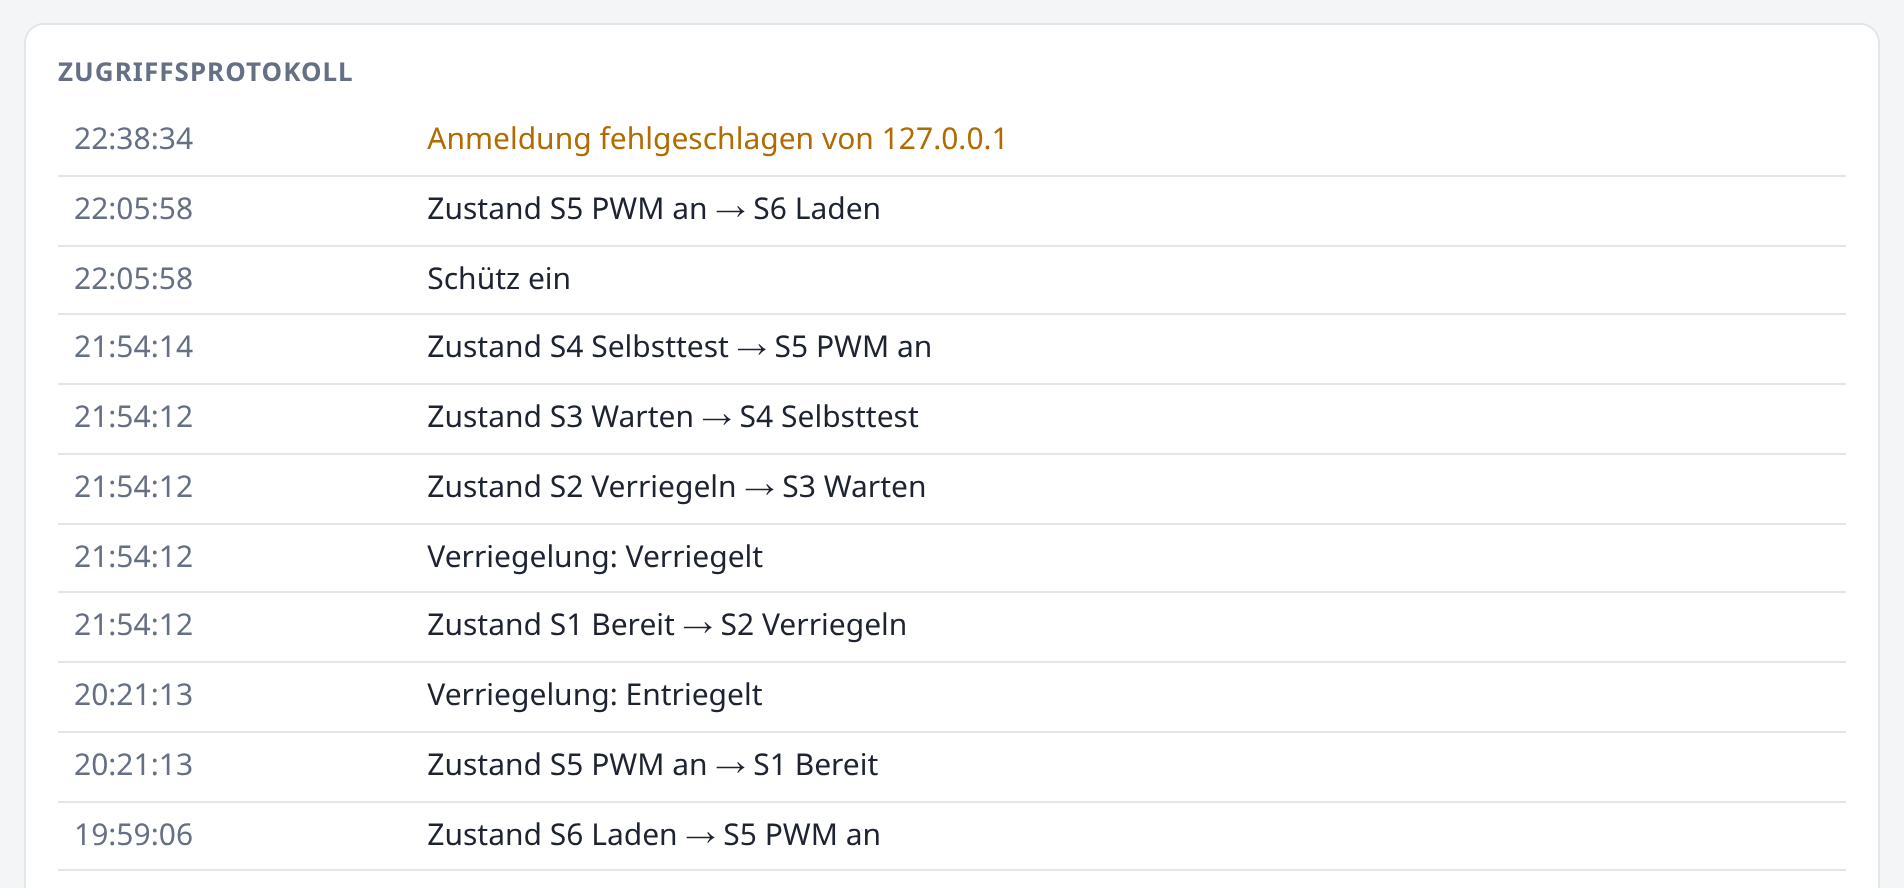 ZUGRIFFSPROTOKOLL
22:38:34 Anmeldung fehlgeschlagen von 127.0.0.1
22:05:58 Zustand S5 PWM an → S6 Laden
22:05:58 Schütz ein
21:54:14 Zustand S4 Selbsttest → S5 PWM an
21:54:12 Zustand S3 Warten → S4 Selbsttest
21:54:12 Zustand S2 Verriegeln → S3 Warten
21:54:12 Verriegelung: Verriegelt
21:54:12 Zustand S1 Bereit → S2 Verriegeln
20:21:13 Verriegelung: Entriegelt
20:21:13 Zustand S5 PWM an → S1 Bereit
19:59:06 Zustand S6 Laden → S5 PWM an